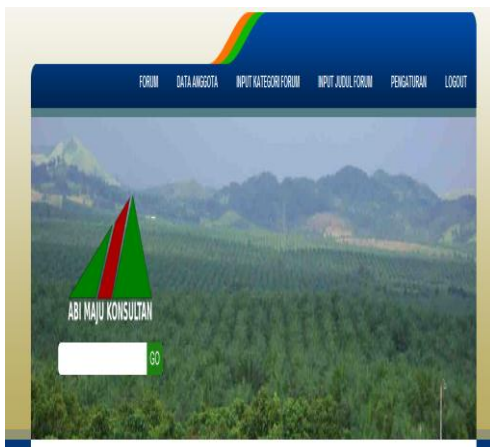 FORUM DATA ANGGOTA INPUT KATEGORI FORUM INPUT JUDUL FORUM PENGATURAN LOGOUT
ABI MAJU KONSULTAN
GO